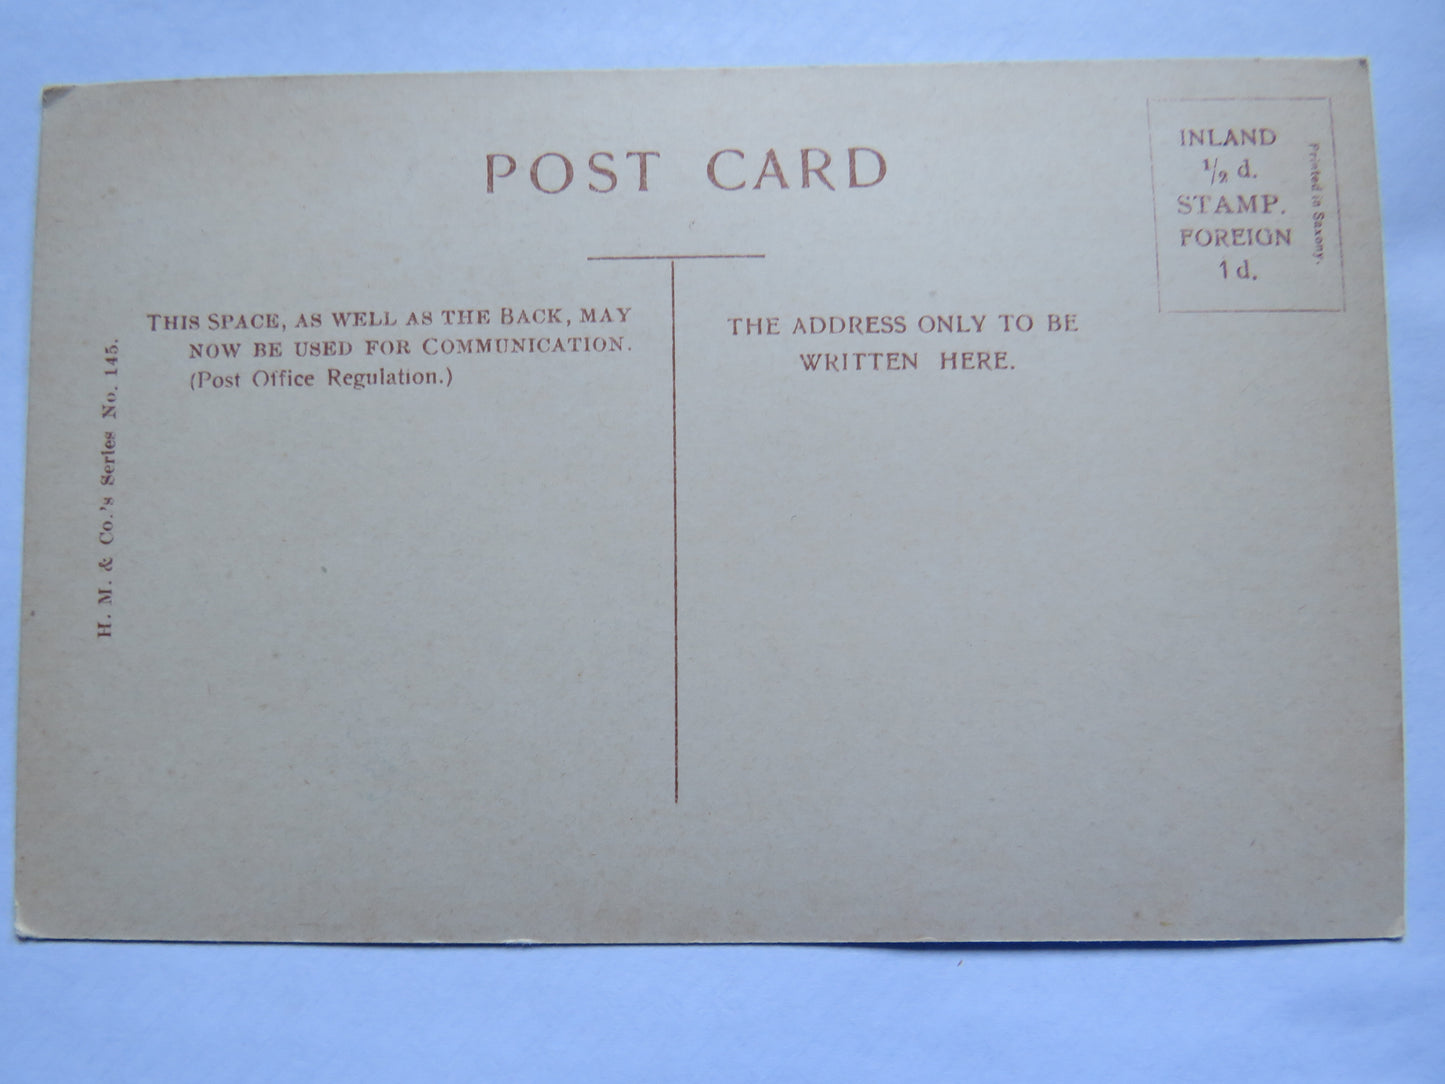 POST CARD
INLAND
½ d.
STAMP.
FOREIGN
1 d.
Printed in Saxony.
THIS SPACE, AS WELL AS THE BACK, MAY
NOW BE USED FOR COMMUNICATION.
(Post Office Regulation.)
THE ADDRESS ONLY TO BE
WRITTEN HERE.
H. M. & Co.'s Series No. 145.